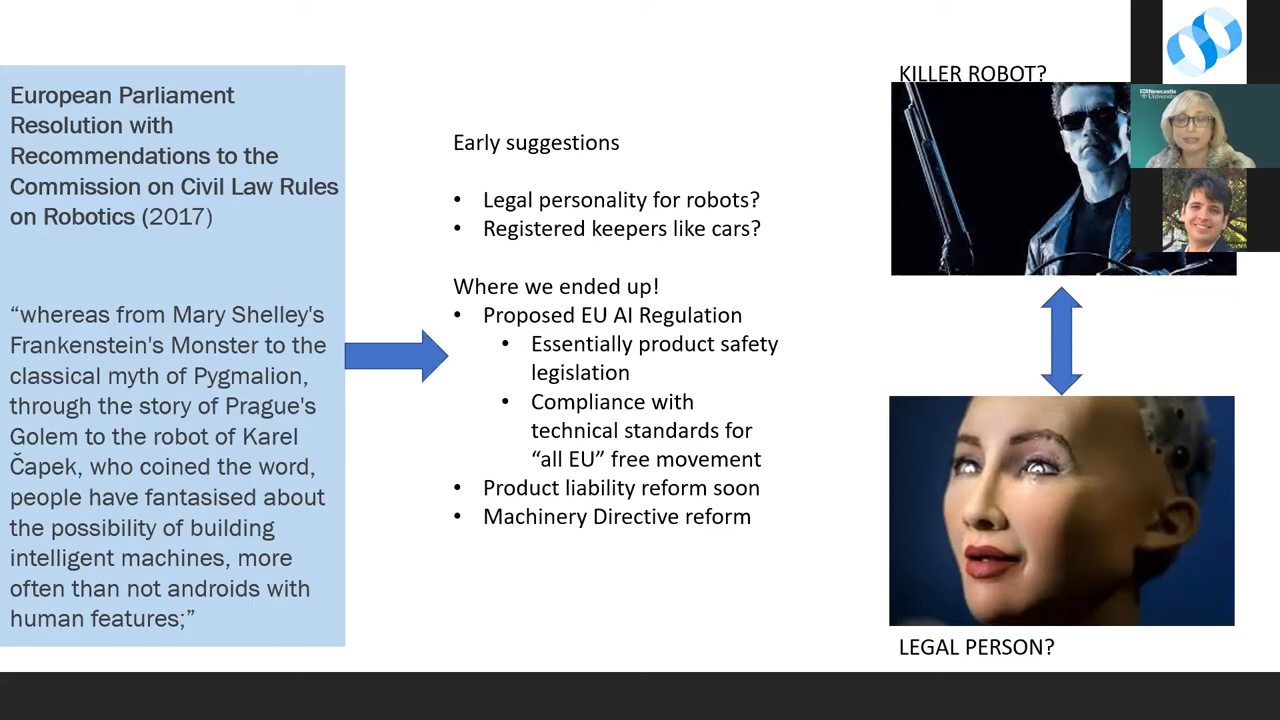 European Parliament
Resolution with
Recommendations to the
Commission on Civil Law Rules
on Robotics (2017)
“whereas from Mary Shelley's
Frankenstein's Monster to the
classical myth of Pygmalion,
through the story of Prague's
Golem to the robot of Karel
Čapek, who coined the word,
people have fantasised about
the possibility of building
intelligent machines, more
often than not androids with
human features;”
Early suggestions
• Legal personality for robots?
• Registered keepers like cars?
Where we ended up!
• Proposed EU AI Regulation
• Essentially product safety
legislation
• Compliance with
technical standards for
“all EU” free movement
• Product liability reform soon
• Machinery Directive reform
KILLER ROBOT?
Newcastle
University
LEGAL PERSON?